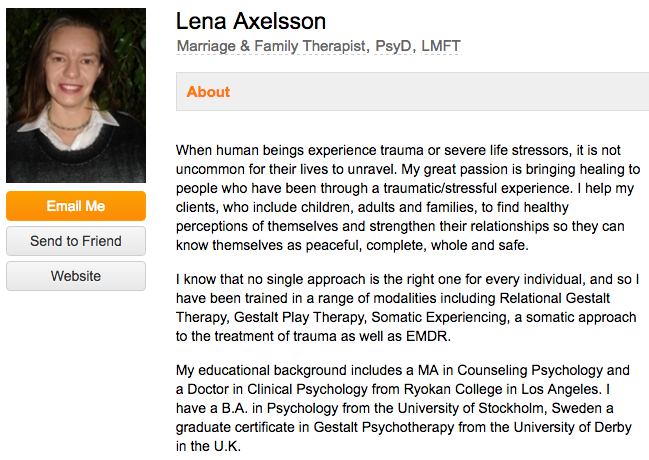 Lena Axelsson
Marriage & Family Therapist, PsyD, LMFT
About
When human beings experience trauma or severe life stressors, it is not
uncommon for their lives to unravel. My great passion is bringing healing to
people who have been through a traumatic/stressful experience. I help my
clients, who include children, adults and families, to find healthy
perceptions of themselves and strengthen their relationships so they can
know themselves as peaceful, complete, whole and safe.
I know that no single approach is the right one for every individual, and so I
have been trained in a range of modalities including Relational Gestalt
Therapy, Gestalt Play Therapy, Somatic Experiencing, a somatic approach
to the treatment of trauma as well as EMDR.
My educational background includes a MA in Counseling Psychology and
a Doctor in Clinical Psychology from Ryokan College in Los Angeles. I
have a B.A. in Psychology from the University of Stockholm, Sweden a
graduate certificate in Gestalt Psychotherapy from the University of Derby
in the U.K.
Email Me
Send to Friend
Website